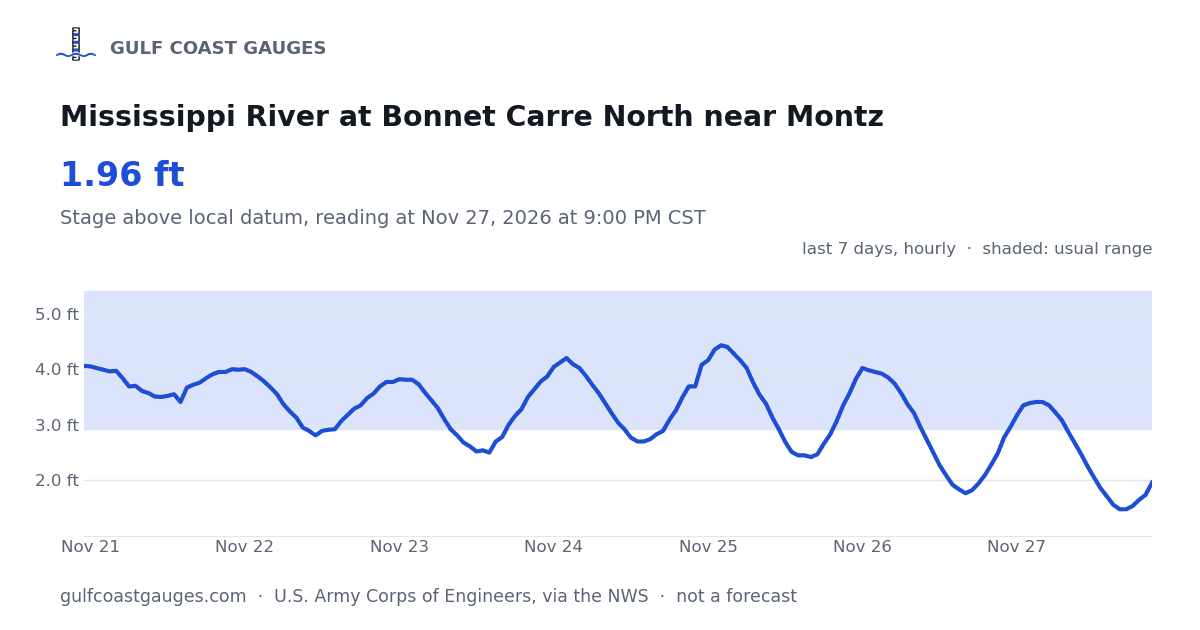 GULF COAST GAUGES
Mississippi River at Bonnet Carre North near Montz
1.96 ft
Stage above local datum, reading at Nov 27, 2026 at 9:00 PM CST
last 7 days, hourly · shaded: usual range
5.0 ft
4.0 ft
3.0 ft
2.0 ft
Nov 21 Nov 22 Nov 23 Nov 24 Nov 25 Nov 26 Nov 27
gulfcoastgauges.com · U.S. Army Corps of Engineers, via the NWS · not a forecast